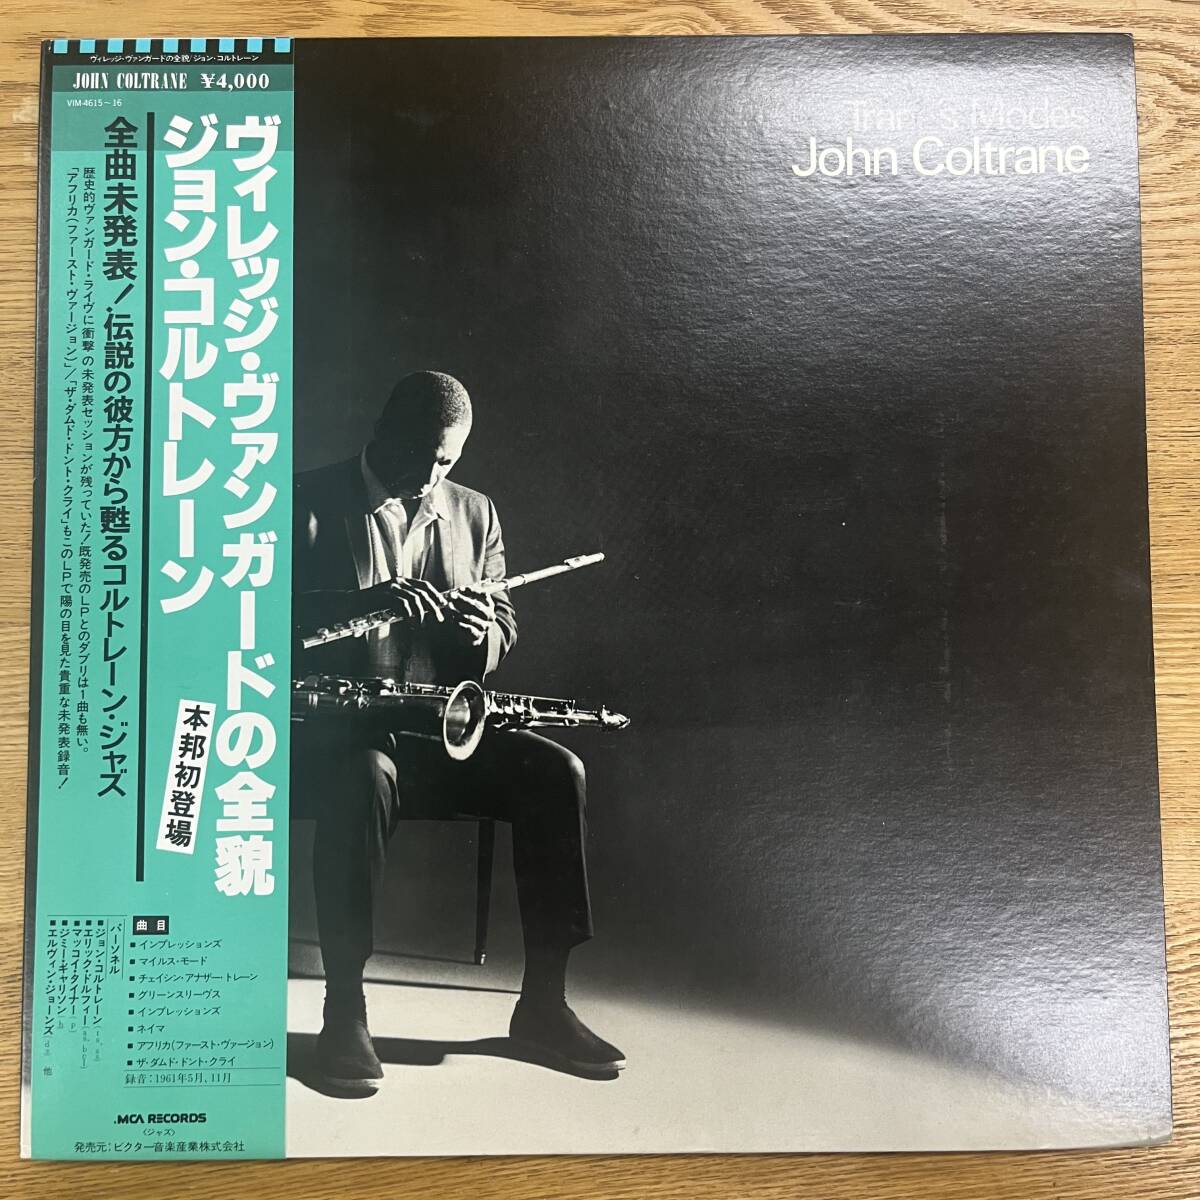 ヴィレッジ・ヴァンガードの全貌/ジョン・コルトレーン
JOHN COLTRANE ¥4,000
VIM-4615~16
ヴィレッジ・ヴァンガードの全貌
ジョン・コルトレーン
本邦初登場
全曲未発表!伝説の彼方から甦るコルトレーン・ジャズ
歴史的ヴァンガード・ライヴに衝撃の未発表セッションが残っていた!既発売のLPとのダブリは1曲も無い。
「アフリカ(ファースト・ヴァージョン)」/「ザ・ダムド・ドント・クライ」もこのLPで陽の目を見た貴重な未発表録音!
曲目
■インプレッションズ
■マイルス・モード
■チェイシン・アナザー・トレーン
■グリーンスリーヴス
■インプレッションズ
■ネイマ
■アフリカ(ファースト・ヴァージョン)
■ザ・ダムド・ドント・クライ
録音:1961年5月、11月
パーソネル
■ジョン・コルトレーン(ts, ss)
■エリック・ドルフィー(as, bcl)
■マッコイ・タイナー(p)
■ジミー・ギャリソン(b)
■エルヴィン・ジョーンズ(ds)他
.MCA RECORDS
〈ジャズ〉
発売元:ビクター音楽産業株式会社
Modes
John Coltrane